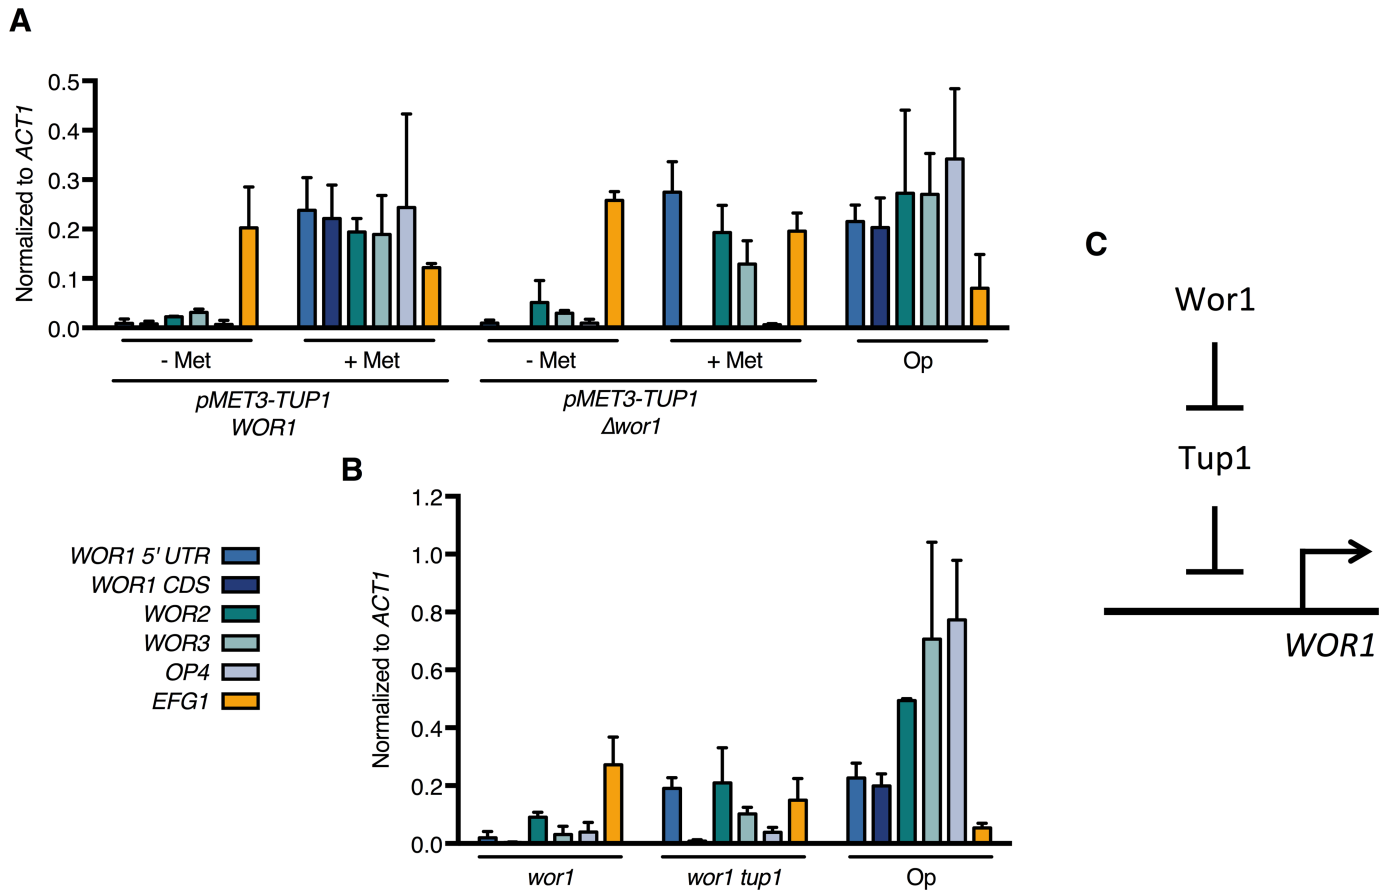 A
Normalized to ACT1
0.5
0.4
0.3
0.2
0.1
0.0
- Met
+ Met
- Met
+ Met
Op
pMET3-TUP1
WOR1
pMET3-TUP1
Δwor1
B
Normalized to ACT1
1.2
1.0
0.8
0.6
0.4
0.2
0.0
wor1
wor1 tup1
Op
WOR1 5' UTR
WOR1 CDS
WOR2
WOR3
OP4
EFG1
C
Wor1
Tup1
WOR1